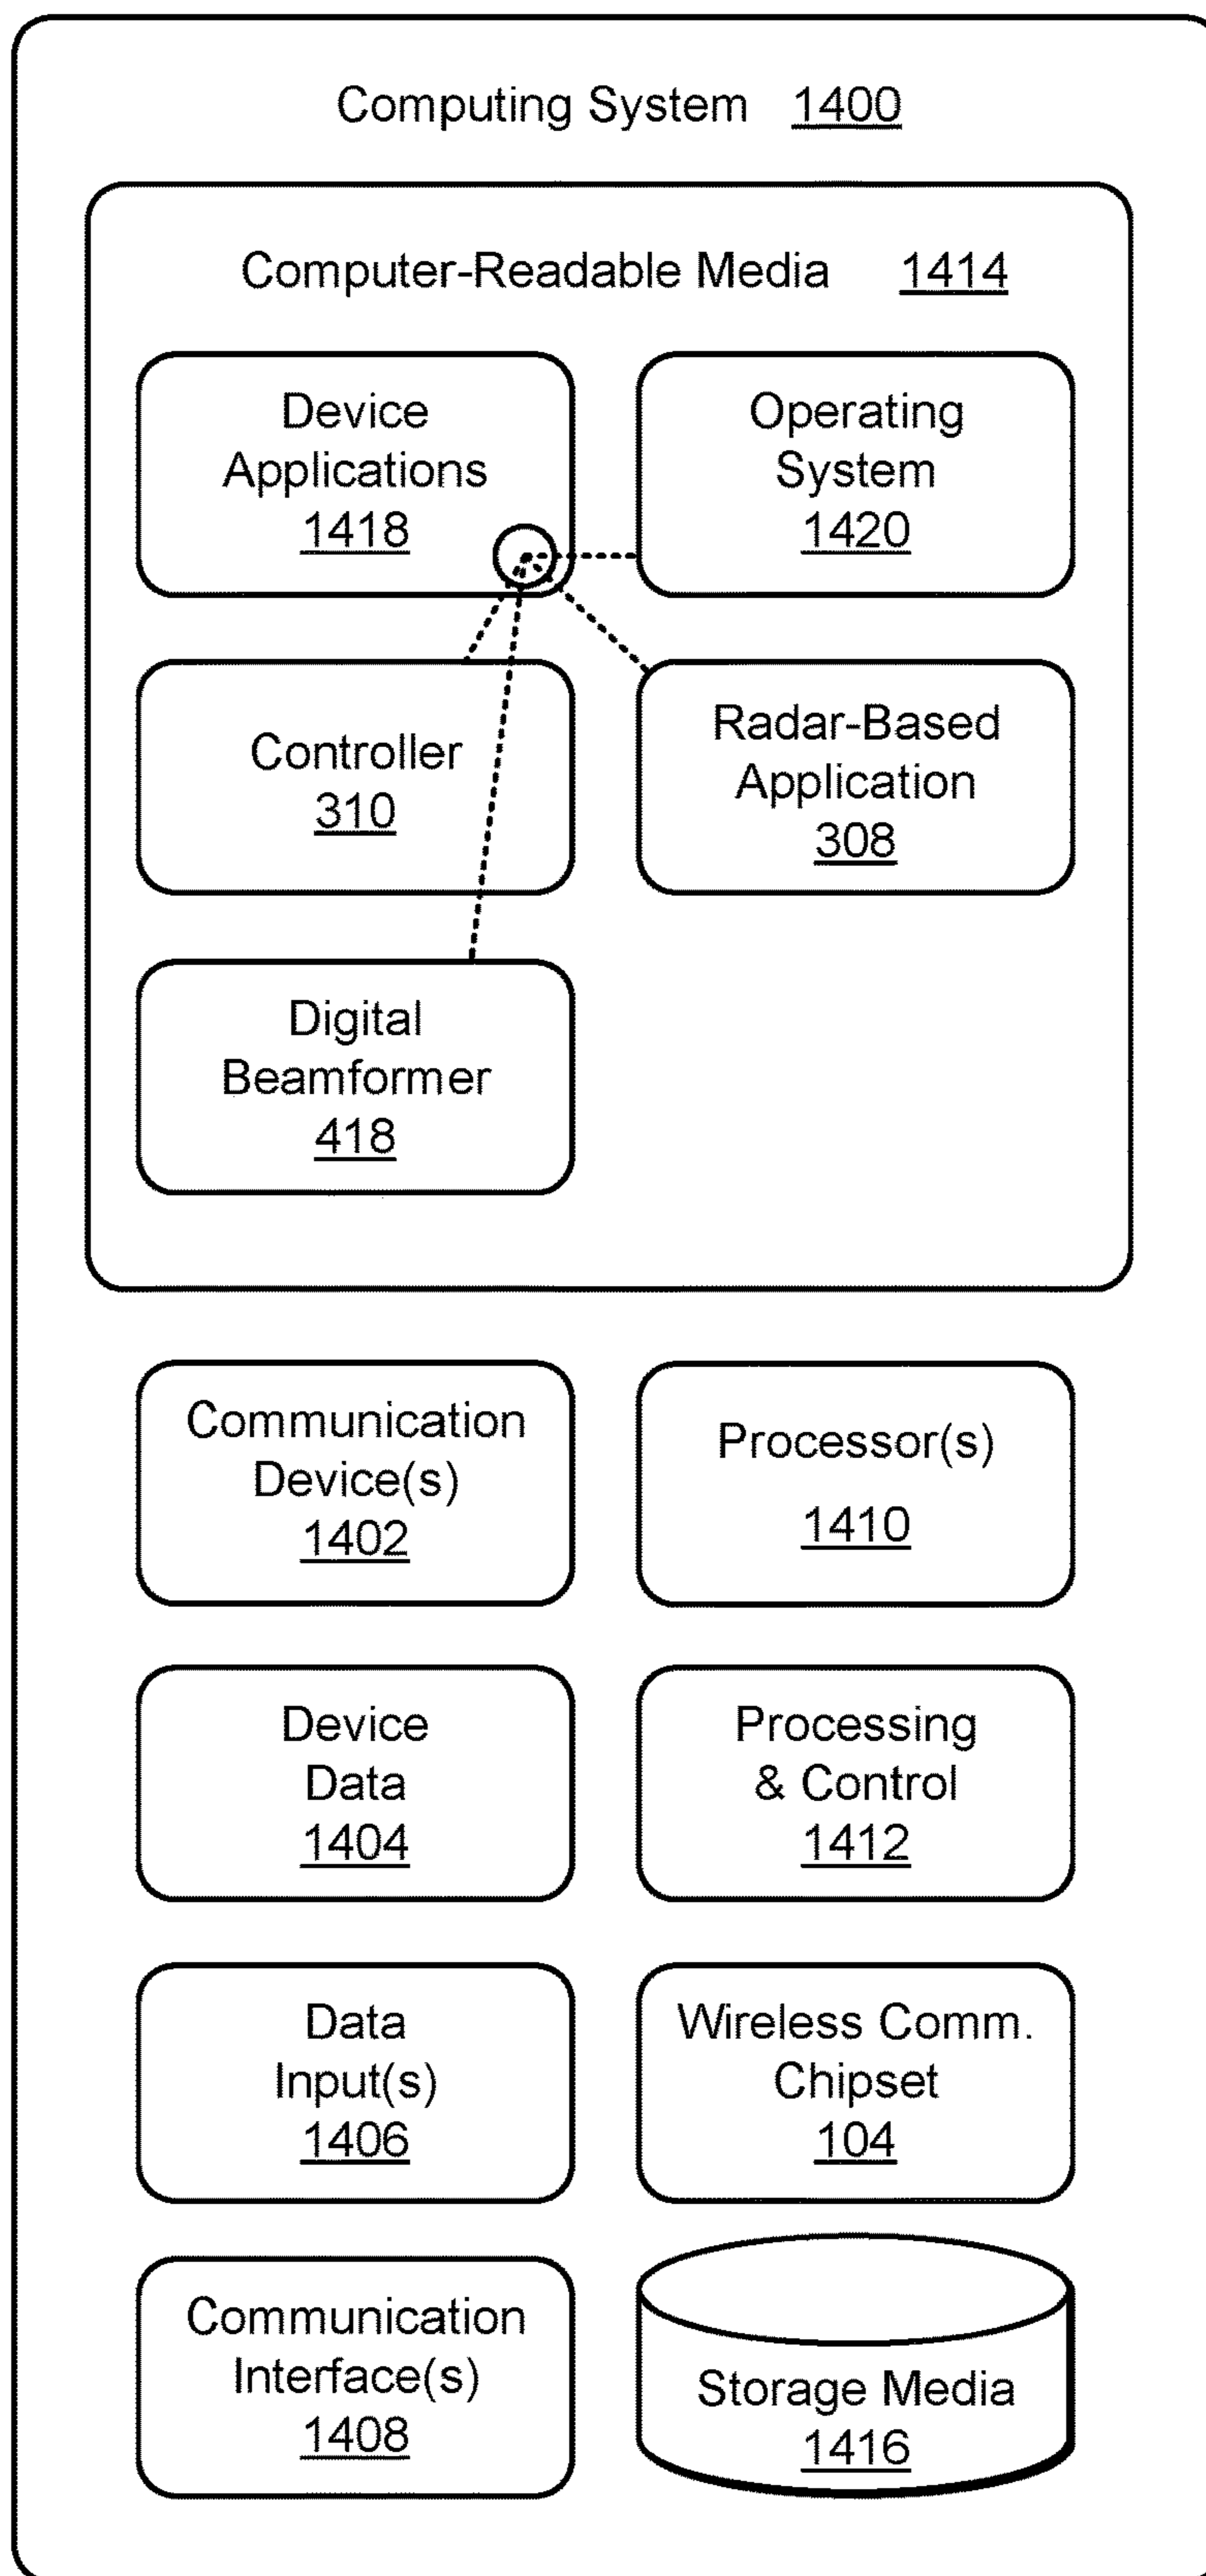 Computing System 1400
Computer-Readable Media 1414
Device
Applications
1418
Operating
System
1420
Controller
310
Radar-Based
Application
308
Digital
Beamformer
418
Communication
Device(s)
1402
Processor(s)
1410
Device
Data
1404
Processing
& Control
1412
Data
Input(s)
1406
Wireless Comm.
Chipset
104
Communication
Interface(s)
1408
Storage Media
1416